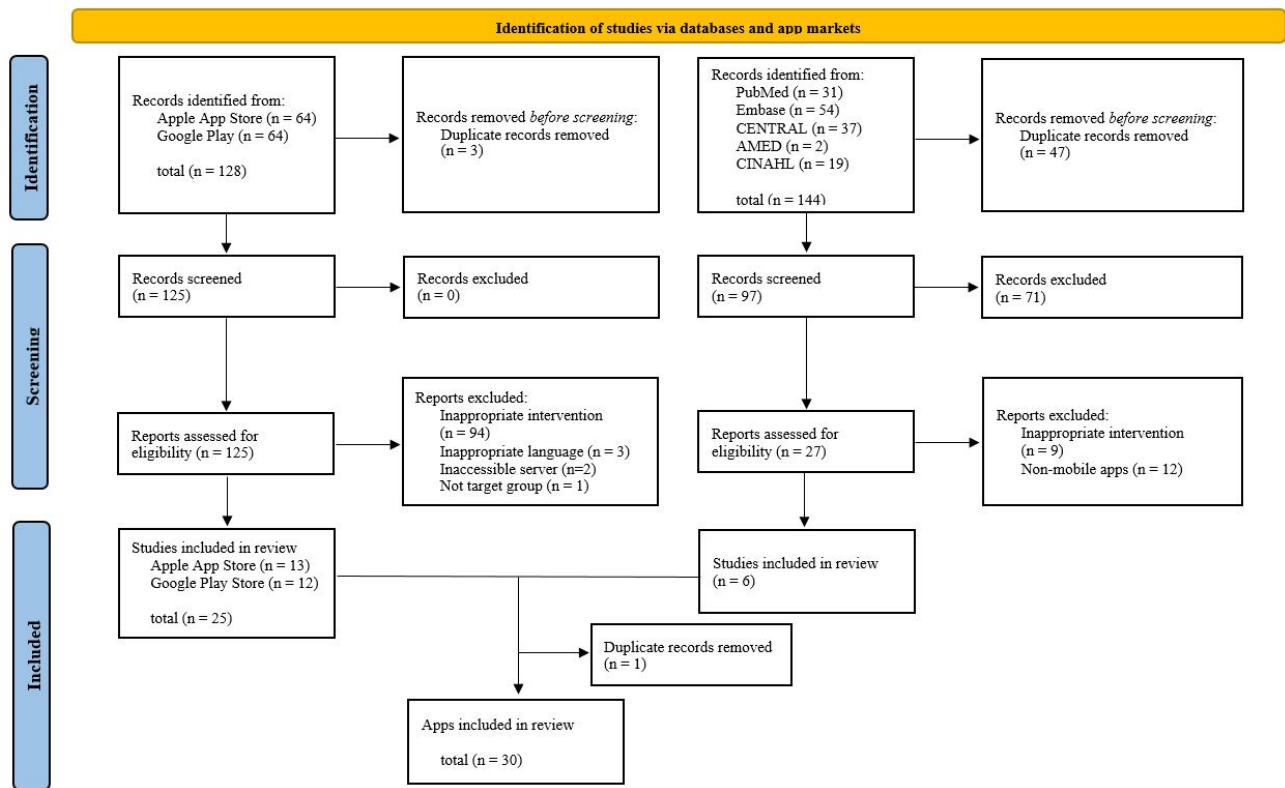 Identification of studies via databases and app markets
Identification
Records identified from:
Apple App Store (n = 64)
Google Play (n = 64)
total (n = 128)
Records removed before screening:
Duplicate records removed
(n = 3)
Records identified from:
PubMed (n = 31)
Embase (n = 54)
CENTRAL (n = 37)
AMED (n = 2)
CINAHL (n = 19)
total (n = 144)
Records removed before screening:
Duplicate records removed
(n = 47)
Screening
Records screened
(n = 125)
Records excluded
(n = 0)
Records screened
(n = 97)
Records excluded
(n = 71)
Reports assessed for
eligibility (n = 125)
Reports excluded:
Inappropriate intervention
(n = 94)
Inappropriate language (n = 3)
Inaccessible server (n=2)
Not target group (n = 1)
Reports assessed for
eligibility (n = 27)
Reports excluded:
Inappropriate intervention
(n = 9)
Non-mobile apps (n = 12)
Included
Studies included in review
Apple App Store (n = 13)
Google Play Store (n = 12)
total (n = 25)
Studies included in review
(n = 6)
Duplicate records removed
(n = 1)
Apps included in review
total (n = 30)